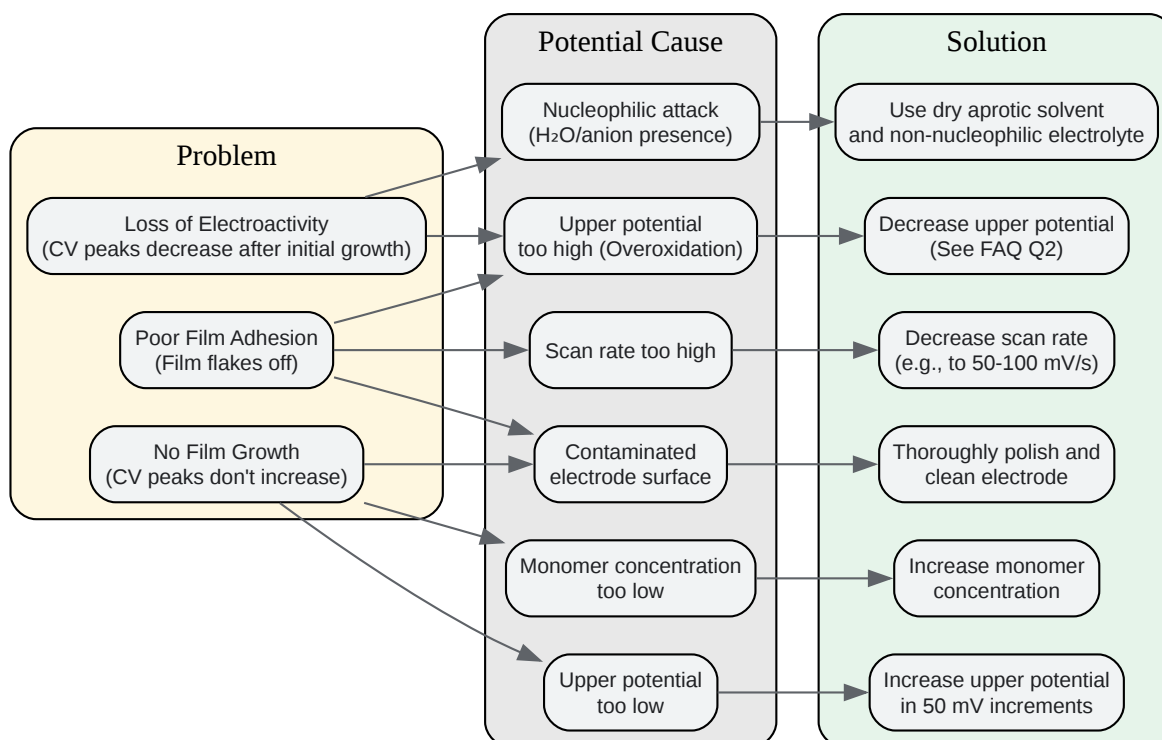 Problem
Loss of Electroactivity
(CV peaks decrease after initial growth)
Poor Film Adhesion
(Film flakes off)
No Film Growth
(CV peaks don't increase)
Potential Cause
Nucleophilic attack
(H₂O/anion presence)
Upper potential
too high (Overoxidation)
Scan rate too high
Contaminated
electrode surface
Monomer concentration
too low
Upper potential
too low
Solution
Use dry aprotic solvent
and non-nucleophilic electrolyte
Decrease upper potential
(See FAQ Q2)
Decrease scan rate
(e.g., to 50-100 mV/s)
Thoroughly polish and
clean electrode
Increase monomer
concentration
Increase upper potential
in 50 mV increments